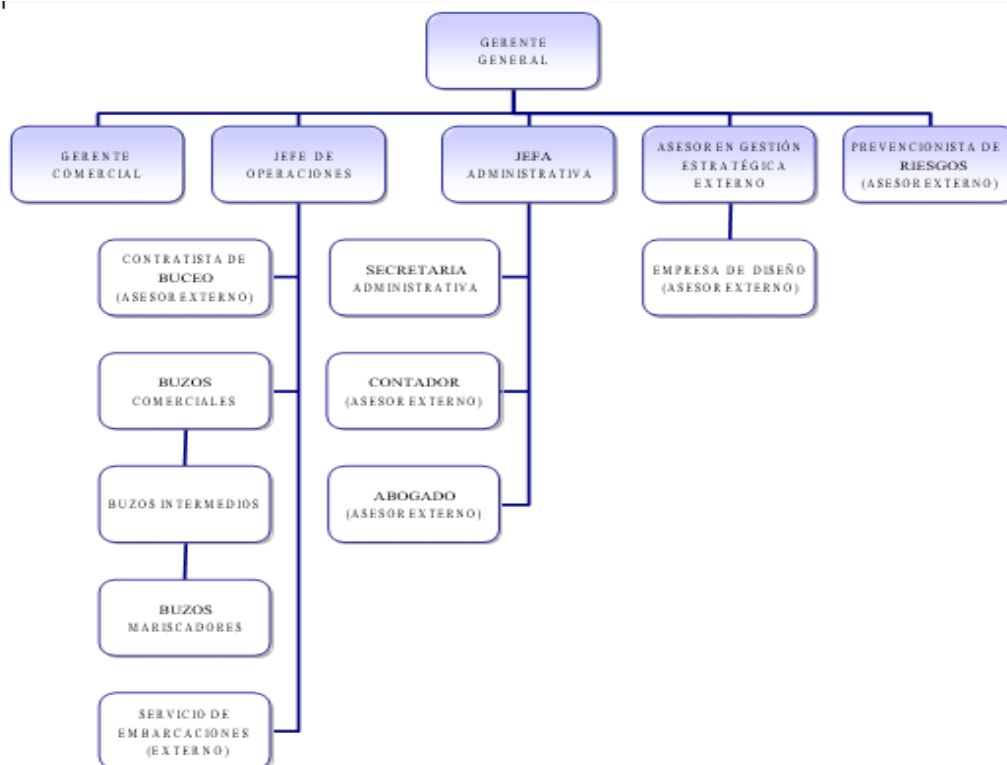 GERENTE
GENERAL
GERENTE
COMERCIAL
JEFE DE
OPERACIONES
JEFA
ADMINISTRATIVA
ASESOR EN GESTIÓN
ESTRATÉGICA
EXTERNO
PREVENCIONISTA DE
RIESGOS
(ASESOR EXTERNO)
CONTRATISTA DE
BUCEO
(ASESOR EXTERNO)
SECRETARIA
ADMINISTRATIVA
EMPRESA DE DISEÑO
(ASESOR EXTERNO)
BUZOS
COMERCIALES
CONTADOR
(ASESOR EXTERNO)
BUZOS INTERMEDIOS
ABOGADO
(ASESOR EXTERNO)
BUZOS
MARISCADORES
SERVICIO DE
EMBARCACIONES
(EXTERNO)